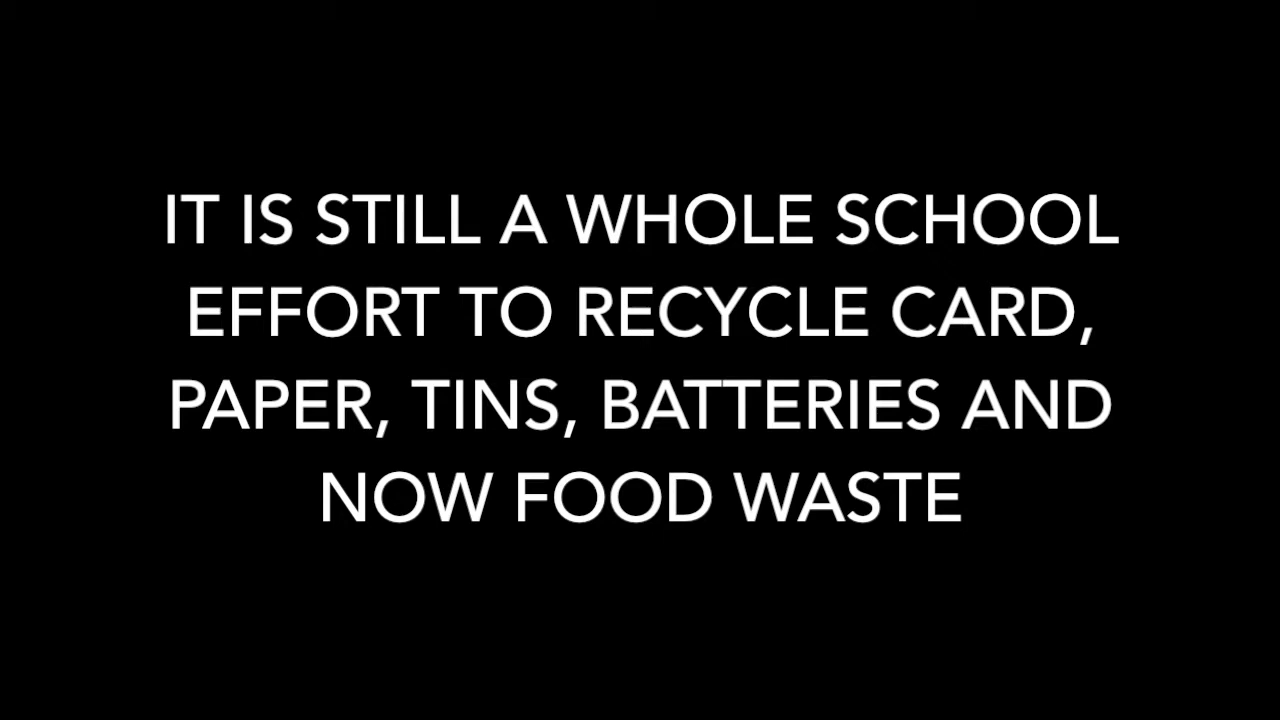 IT IS STILL A WHOLE SCHOOL
EFFORT TO RECYCLE CARD,
PAPER, TINS, BATTERIES AND
NOW FOOD WASTE